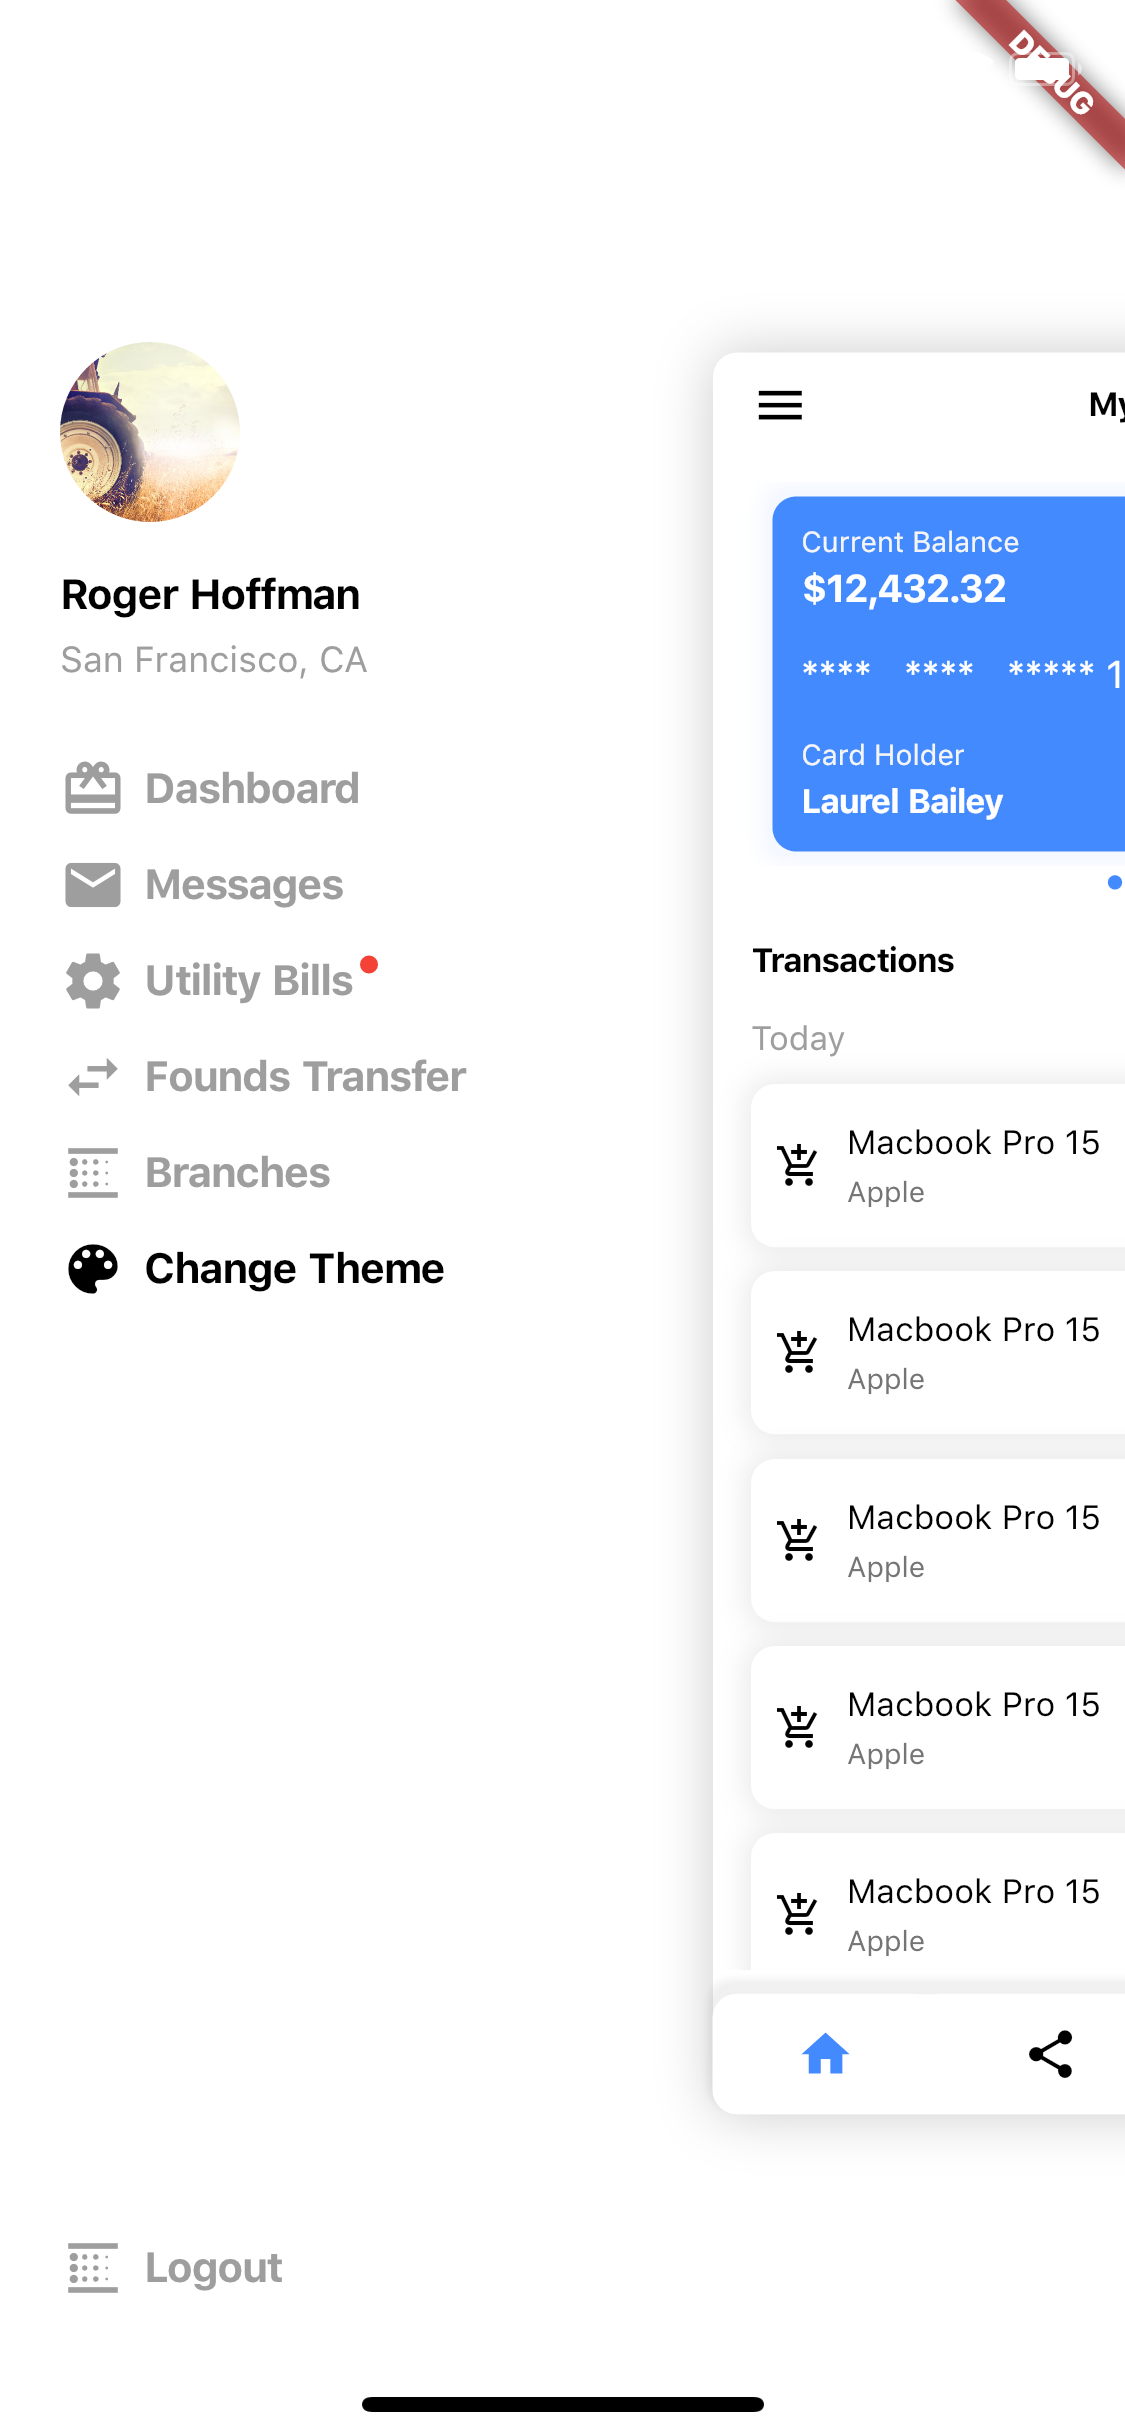 DEBUG
Roger Hoffman
San Francisco, CA
Dashboard
Messages
Utility Bills
Founds Transfer
Branches
Change Theme
Logout
My
Current Balance
$12,432.32
**** **** ***** 1
Card Holder
Laurel Bailey
Transactions
Today
Macbook Pro 15
Apple
Macbook Pro 15
Apple
Macbook Pro 15
Apple
Macbook Pro 15
Apple
Macbook Pro 15
Apple